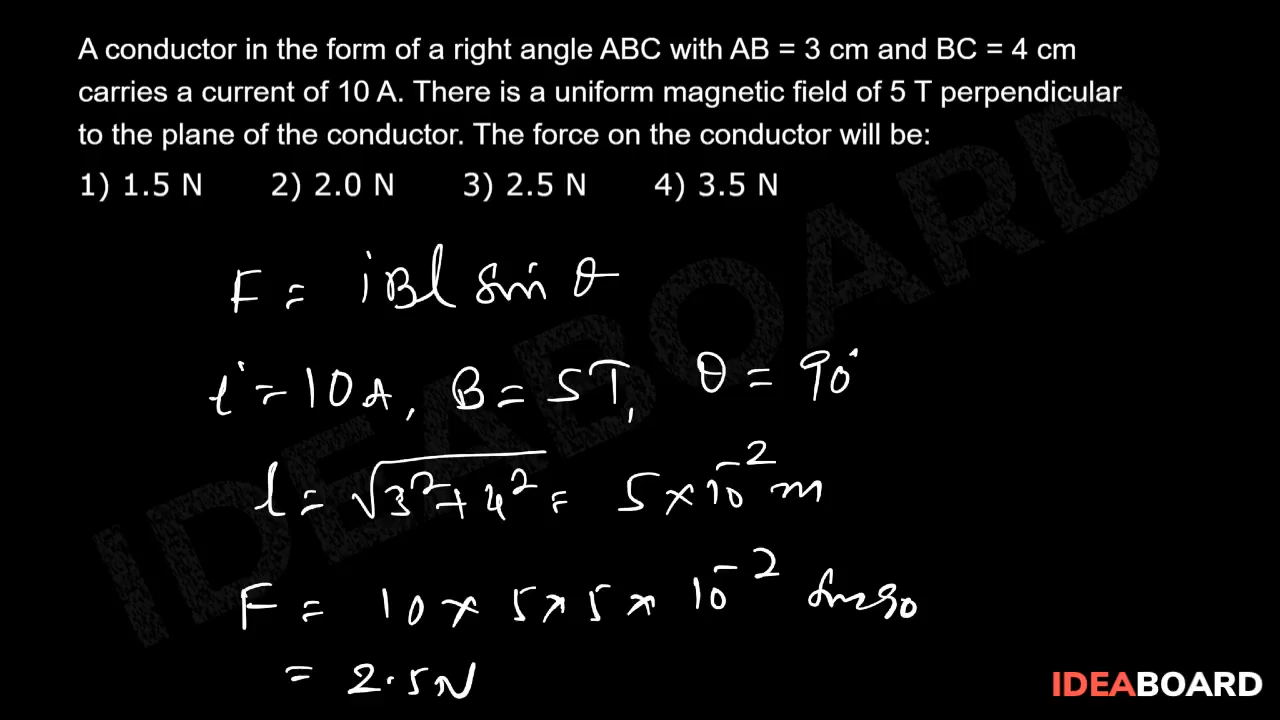 A conductor in the form of a right angle ABC with AB = 3 cm and BC = 4 cm
carries a current of 10 A. There is a uniform magnetic field of 5 T perpendicular
to the plane of the conductor. The force on the conductor will be:
1) 1.5 N 2) 2.0 N 3) 2.5 N 4) 3.5 N
F = iBl sin θ
i = 10A, B = 5T, θ = 90°
l = √3²+4² = 5×10⁻² m
F = 10 × 5 × 5 × 10⁻² sin 90
= 2.5N
IDEABOARD
IDEABOARD